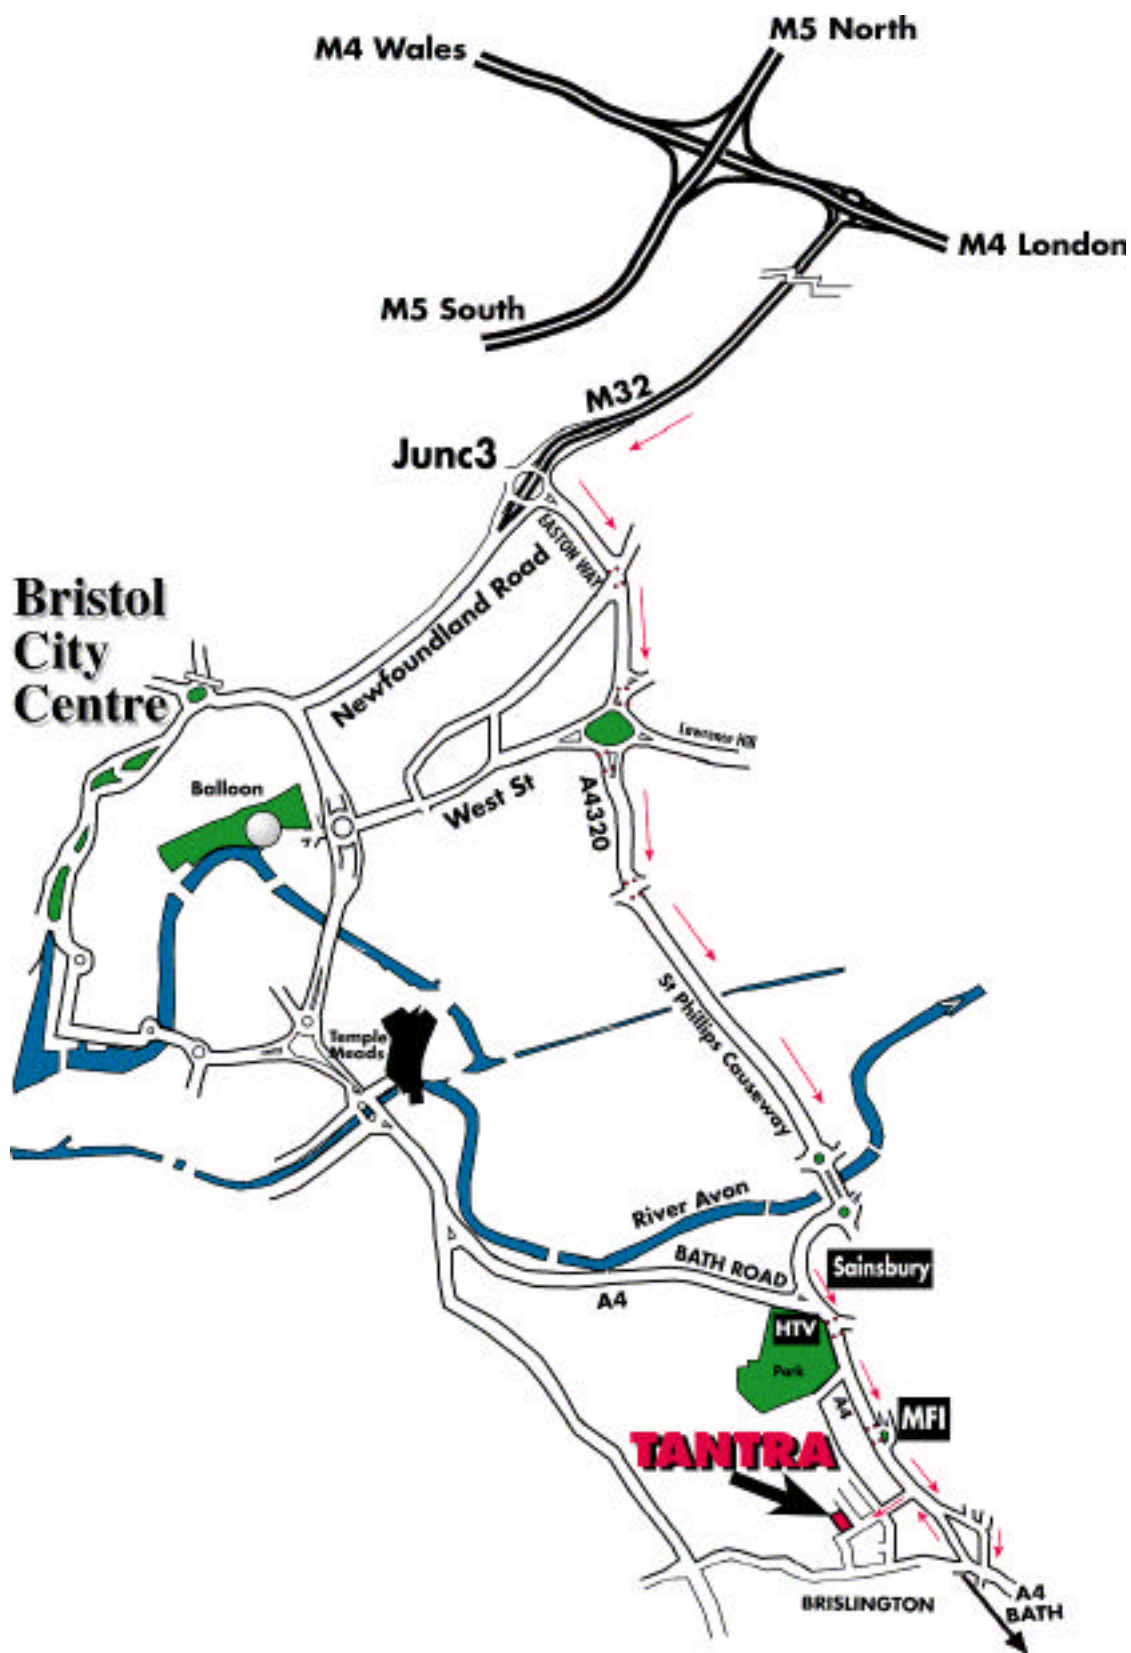 M5 North
M4 Wales
M4 London
M5 South
M32
Junc3
EASTON WAY
Newfoundland Road
Bristol
City
Centre
Lawrence Hill
Balloon
West St
A4320
St Phillips Causeway
Temple
Meads
River Avon
BATH ROAD
Sainsbury
A4
HTV
Park
A4
MFI
TANTRA
A4
BATH
BRISLINGTON